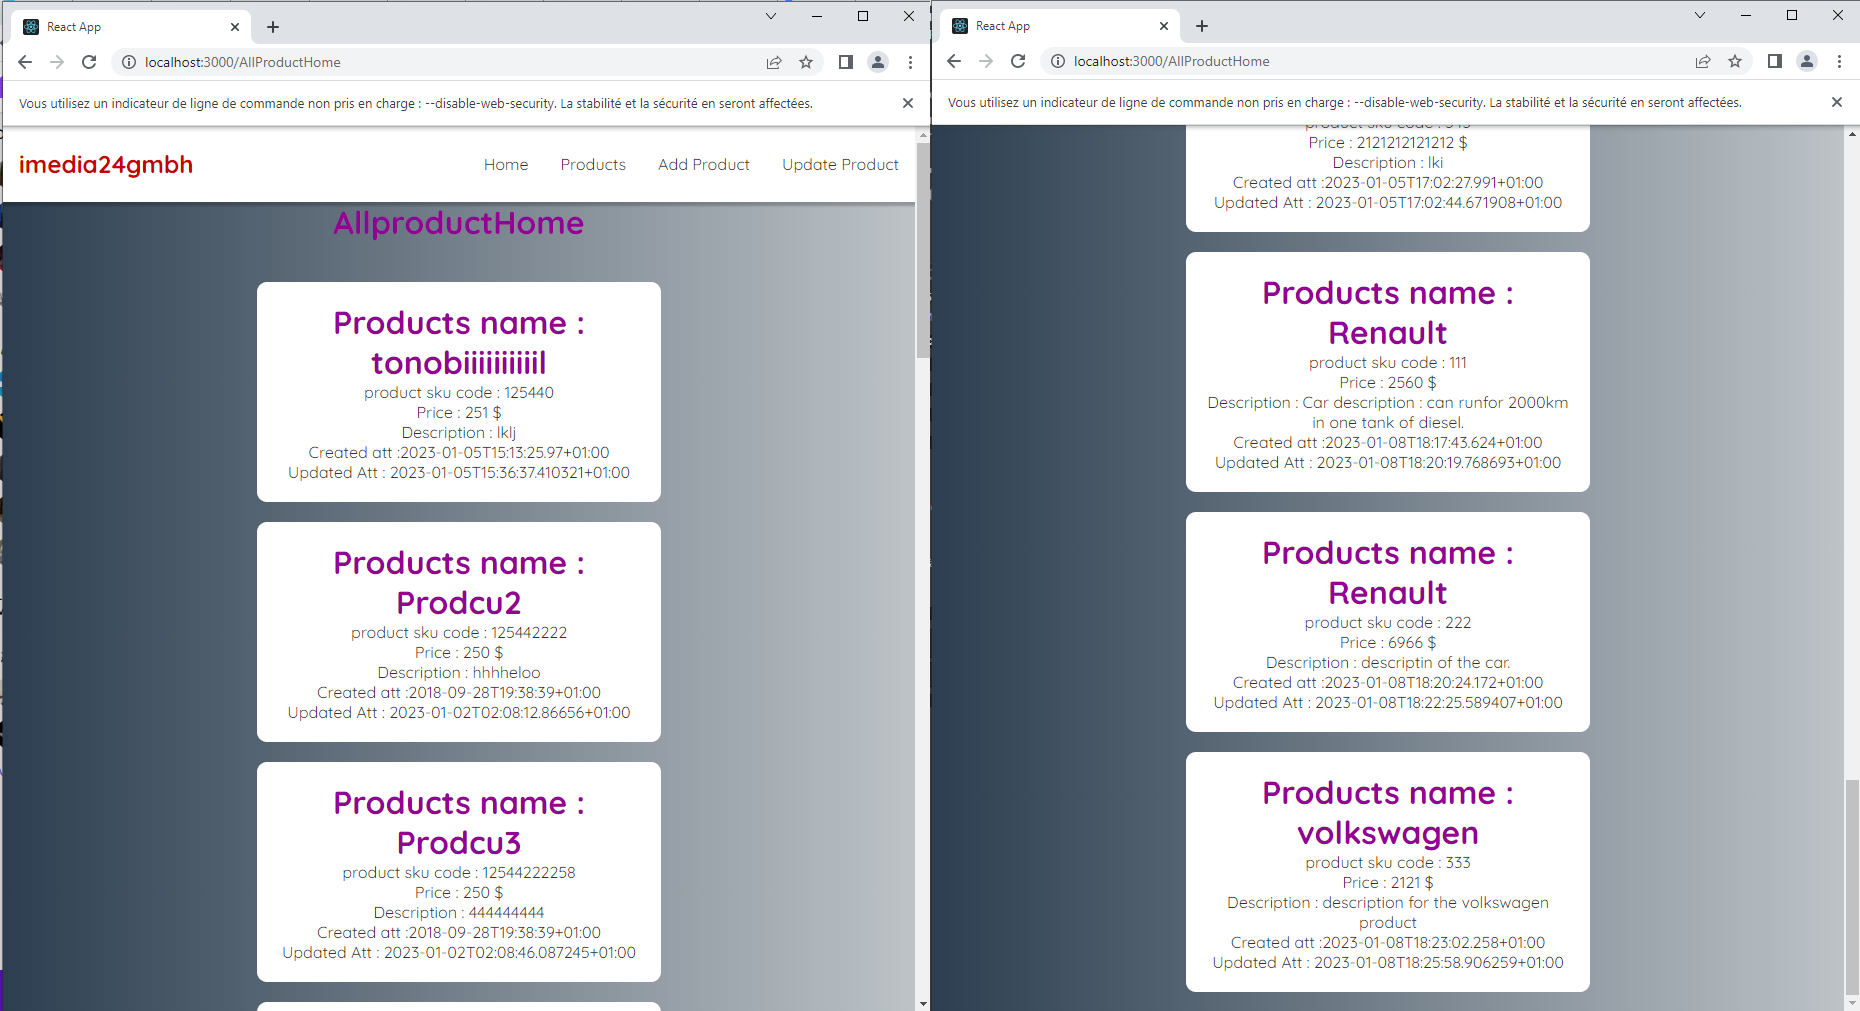 React App
localhost:3000/AllProductHome
Vous utilisez un indicateur de ligne de commande non pris en charge : --disable-web-security. La stabilité et la sécurité en seront affectées.
imedia24gmbh
Home
Products
Add Product
Update Product
AllproductHome
Products name :
tonobiiiiiiiiiil
product sku code : 125440
Price : 251 $
Description : lklj
Created att :2023-01-05T15:13:25.97+01:00
Updated Att : 2023-01-05T15:36:37.410321+01:00
Products name :
Prodcu2
product sku code : 125442222
Price : 250 $
Description : hhhheloo
Created att :2018-09-28T19:38:39+01:00
Updated Att : 2023-01-02T02:08:12.86656+01:00
Products name :
Prodcu3
product sku code : 12544222258
Price : 250 $
Description : 444444444
Created att :2018-09-28T19:38:39+01:00
Updated Att : 2023-01-02T02:08:46.087245+01:00
React App
localhost:3000/AllProductHome
Vous utilisez un indicateur de ligne de commande non pris en charge : --disable-web-security. La stabilité et la sécurité en seront affectées.
product sku code :
Price : 2121212121212 $
Description : lki
Created att :2023-01-05T17:02:27.991+01:00
Updated Att : 2023-01-05T17:02:44.671908+01:00
Products name :
Renault
product sku code : 111
Price : 2560 $
Description : Car description : can runfor 2000km
in one tank of diesel.
Created att :2023-01-08T18:17:43.624+01:00
Updated Att : 2023-01-08T18:20:19.768693+01:00
Products name :
Renault
product sku code : 222
Price : 6966 $
Description : descriptin of the car.
Created att :2023-01-08T18:20:24.172+01:00
Updated Att : 2023-01-08T18:22:25.589407+01:00
Products name :
volkswagen
product sku code : 333
Price : 2121 $
Description : description for the volkswagen
product
Created att :2023-01-08T18:23:02.258+01:00
Updated Att : 2023-01-08T18:25:58.906259+01:00